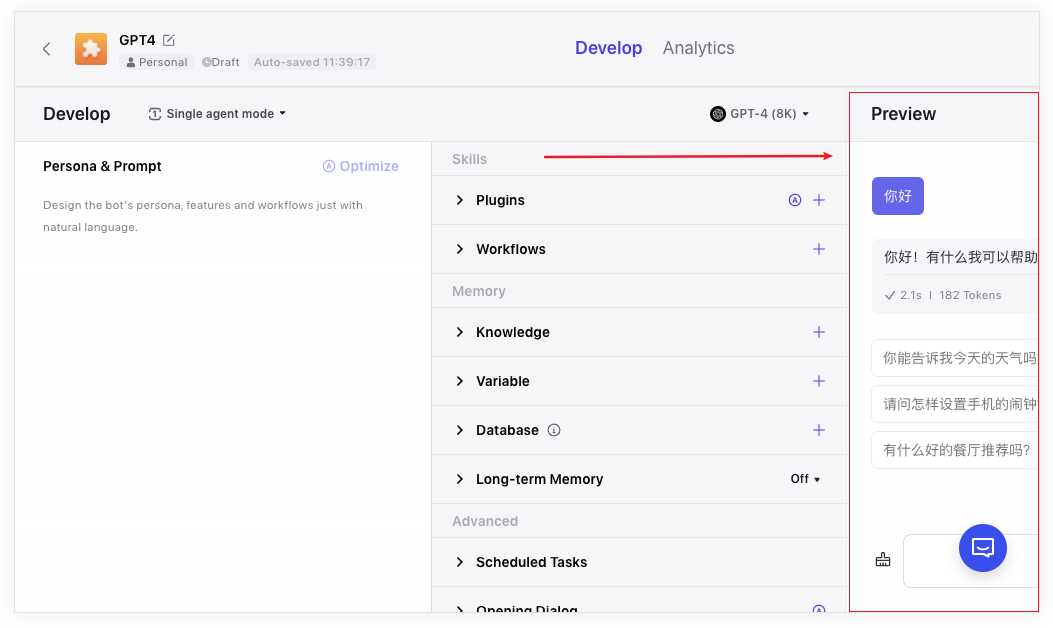 GPT4
Personal Draft Auto-saved 11:39:17
Develop Analytics
Develop Single agent mode GPT-4 (8K)
Persona & Prompt Optimize
Design the bot's persona, features and workflows just with
natural language.
Skills
Plugins
Workflows
Memory
Knowledge
Variable
Database
Long-term Memory Off
Advanced
Scheduled Tasks
Opening Dialog
Preview
你好
你好！有什么我可以帮助
2.1s | 182 Tokens
你能告诉我今天的天气吗
请问怎样设置手机的闹钟
有什么好的餐厅推荐吗?